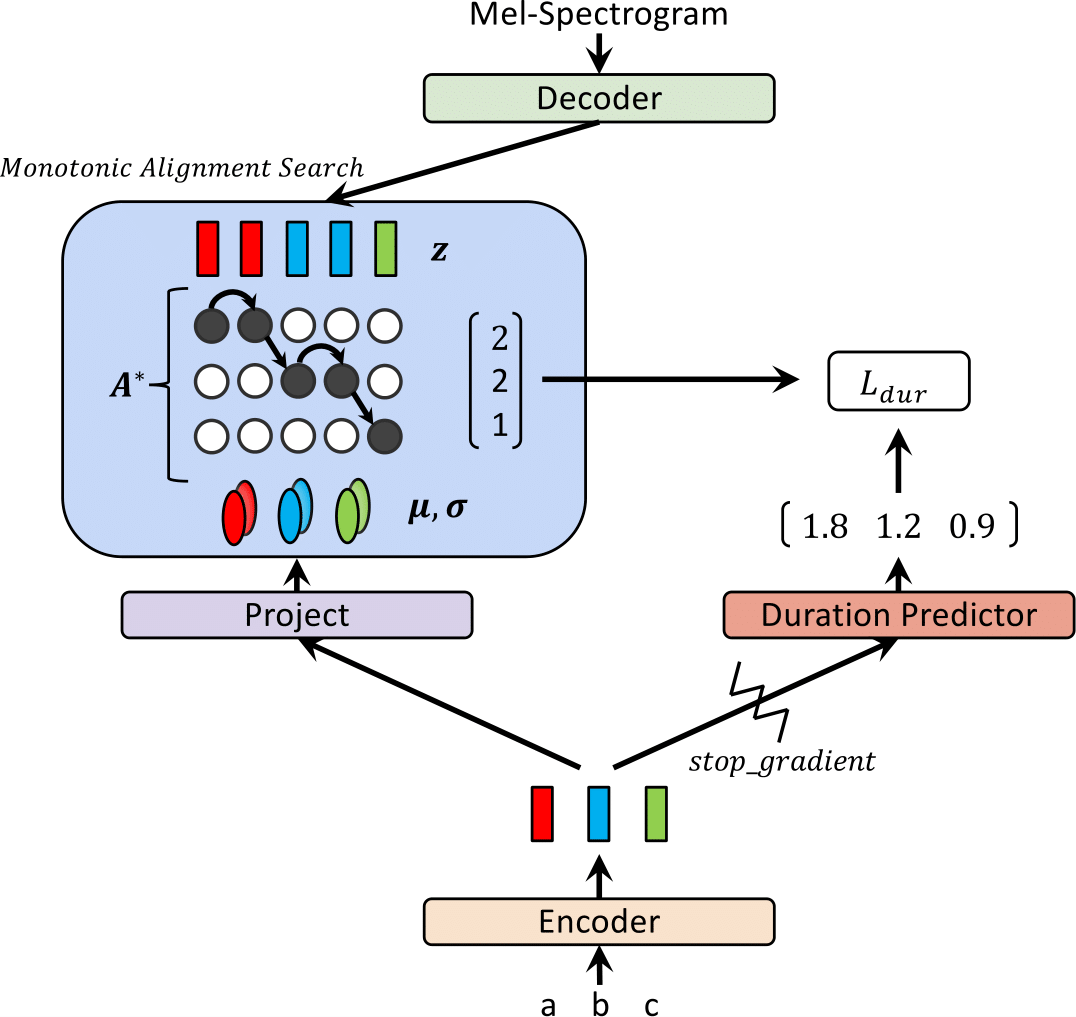 Mel-Spectrogram
Decoder
Monotonic Alignment Search
z
A*
2
2
1
L_dur
μ, σ
1.8 1.2 0.9
Project
Duration Predictor
stop_gradient
Encoder
a b c